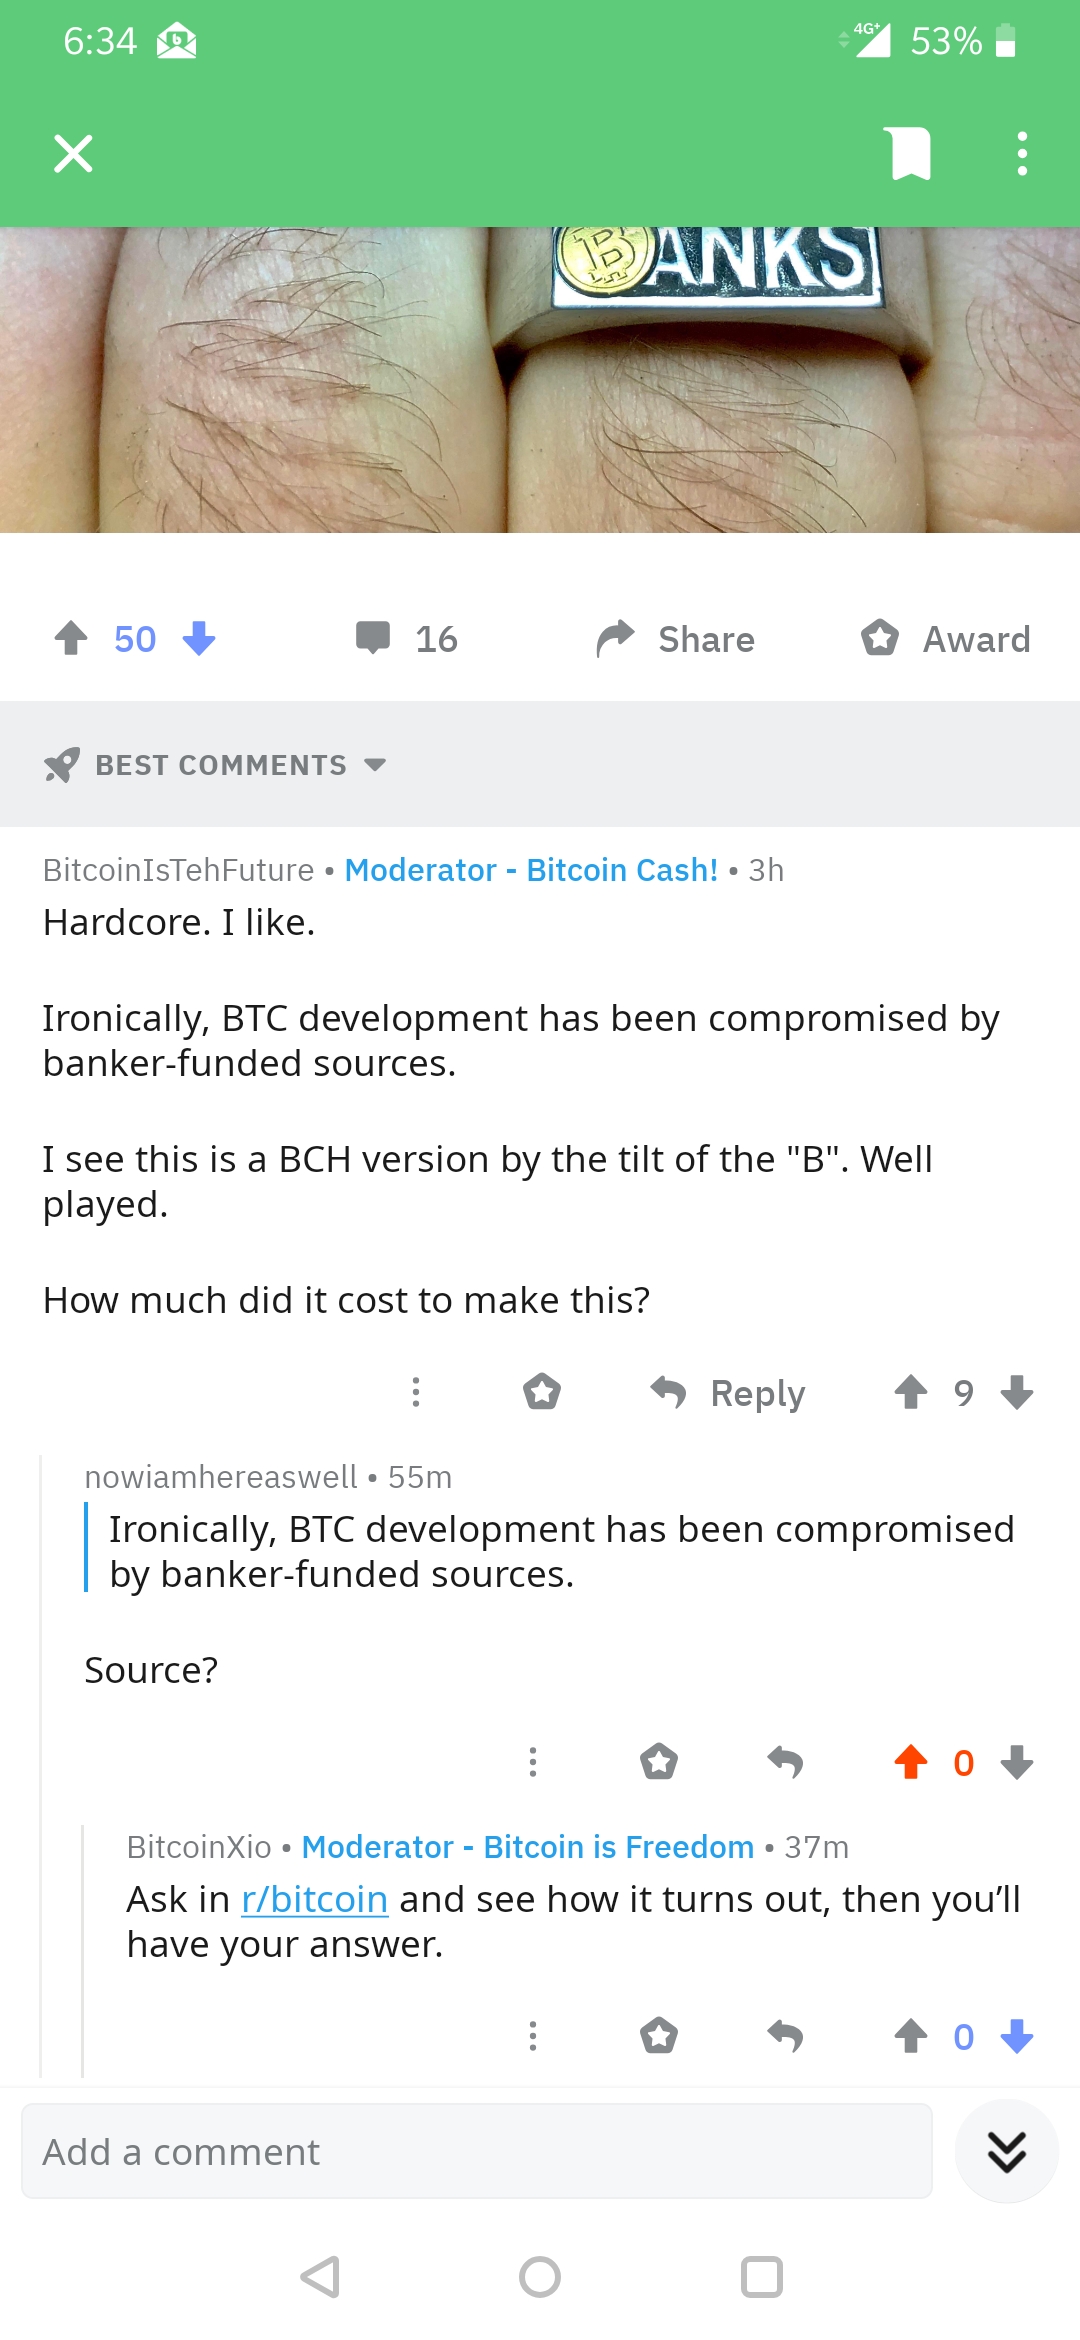 6:34
4G+ 53%
BANKS
50 16 Share Award
BEST COMMENTS
BitcoinIsTehFuture • Moderator - Bitcoin Cash! • 3h
Hardcore. I like.
Ironically, BTC development has been compromised by
banker-funded sources.
I see this is a BCH version by the tilt of the "B". Well
played.
How much did it cost to make this?
Reply 9
nowiamhereaswell • 55m
Ironically, BTC development has been compromised
by banker-funded sources.
Source?
0
BitcoinXio • Moderator - Bitcoin is Freedom • 37m
Ask in r/bitcoin and see how it turns out, then you’ll
have your answer.
0
Add a comment